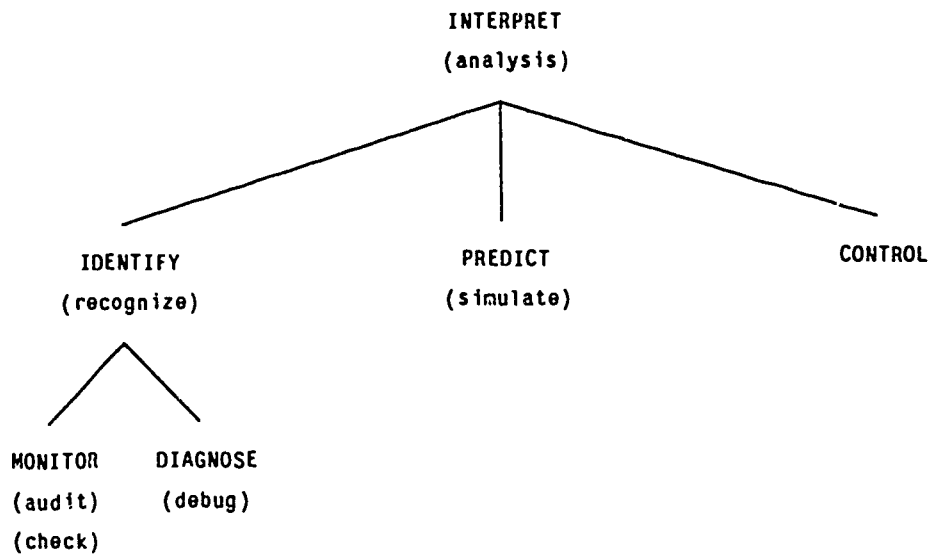 INTERPRET
(analysis)
IDENTIFY
(recognize)
PREDICT
(simulate)
CONTROL
MONITOR
(audit)
(check)
DIAGNOSE
(debug)